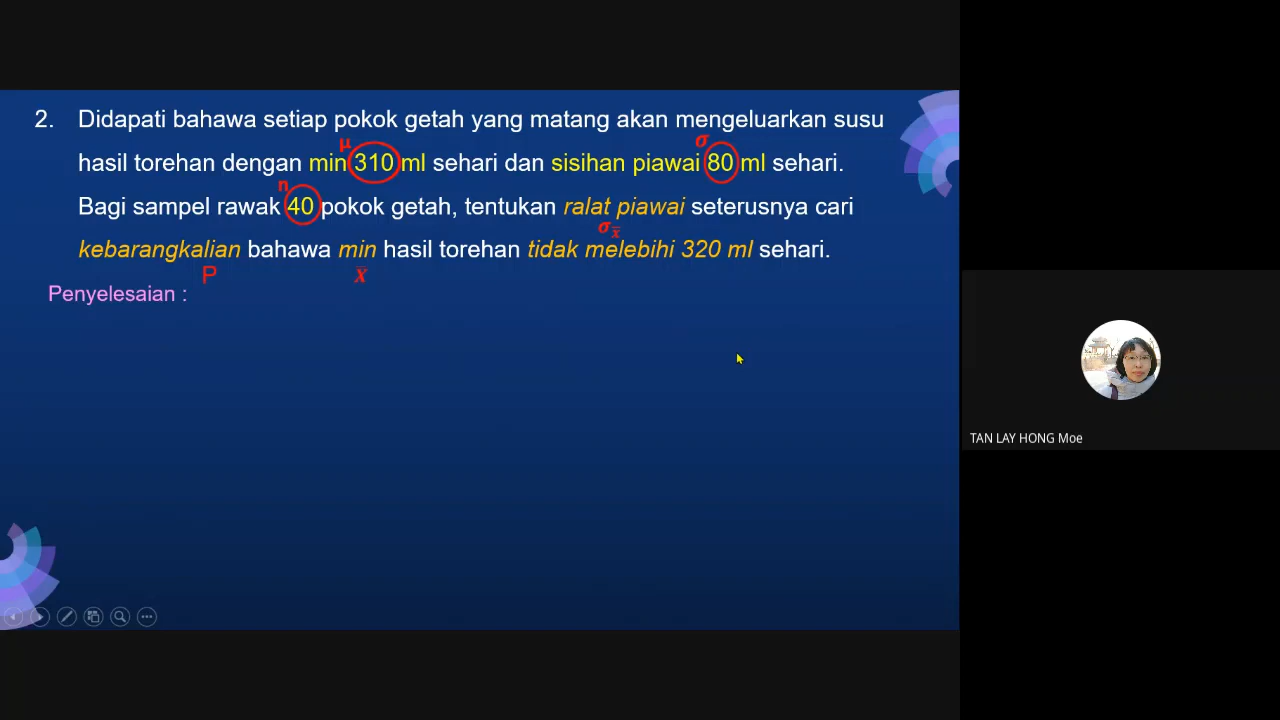 2. Didapati bahawa setiap pokok getah yang matang akan mengeluarkan susu
μ σ
hasil torehan dengan min 310 ml sehari dan sisihan piawai 80 ml sehari.
n
Bagi sampel rawak 40 pokok getah, tentukan ralat piawai seterusnya cari
σx̅
kebarangkalian bahawa min hasil torehan tidak melebihi 320 ml sehari.
P X̅
Penyelesaian :
TAN LAY HONG Moe